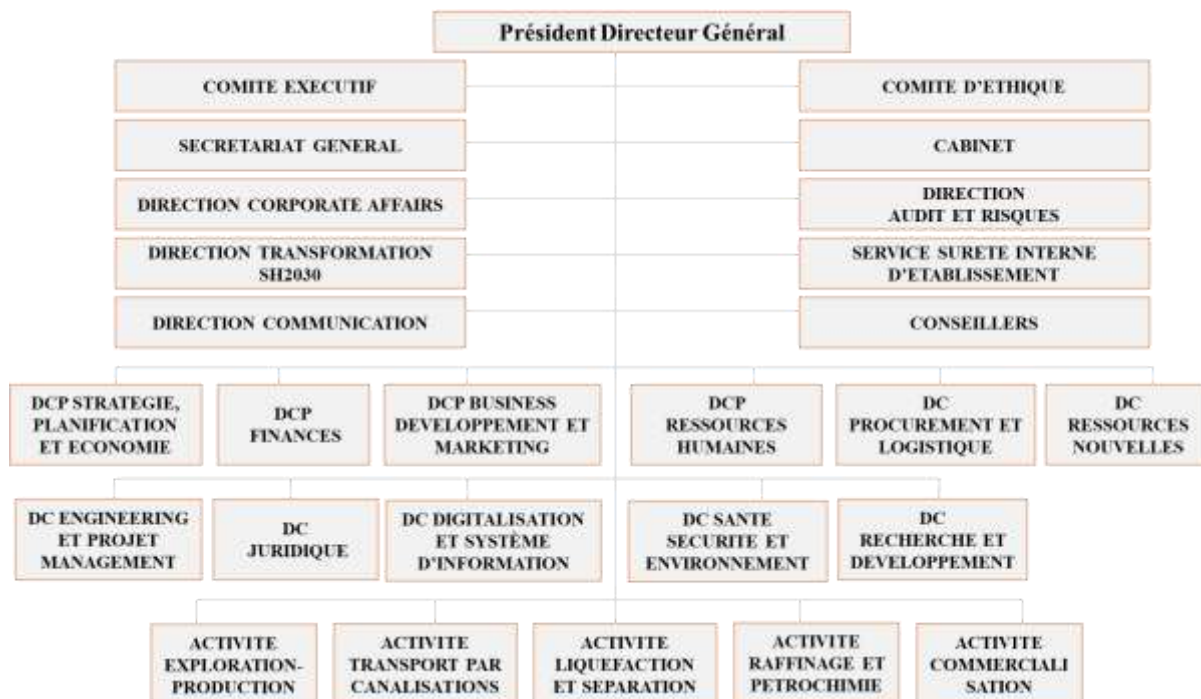 Président Directeur Général
COMITE EXECUTIF
COMITE D'ETHIQUE
SECRETARIAT GENERAL
CABINET
DIRECTION CORPORATE AFFAIRS
DIRECTION
AUDIT ET RISQUES
DIRECTION TRANSFORMATION
SH2030
SERVICE SURETE INTERNE
D'ETABLISSEMENT
DIRECTION COMMUNICATION
CONSEILLERS
DCP STRATEGIE,
PLANIFICATION
ET ECONOMIE
DCP
FINANCES
DCP BUSINESS
DEVELOPPEMENT ET
MARKETING
DCP
RESSOURCES
HUMAINES
DC
PROCUREMENT ET
LOGISTIQUE
DC
RESSOURCES
NOUVELLES
DC ENGINEERING
ET PROJET
MANAGEMENT
DC
JURIDIQUE
DC DIGITALISATION
ET SYSTÈME
D'INFORMATION
DC SANTE
SECURITE ET
ENVIRONNEMENT
DC
RECHERCHE ET
DEVELOPPEMENT
ACTIVITE
EXPLORATION-
PRODUCTION
ACTIVITE
TRANSPORT PAR
CANALISATIONS
ACTIVITE
LIQUEFACTION
ET SEPARATION
ACTIVITE
RAFFINAGE ET
PETROCHIMIE
ACTIVITE
COMMERCIALI
SATION